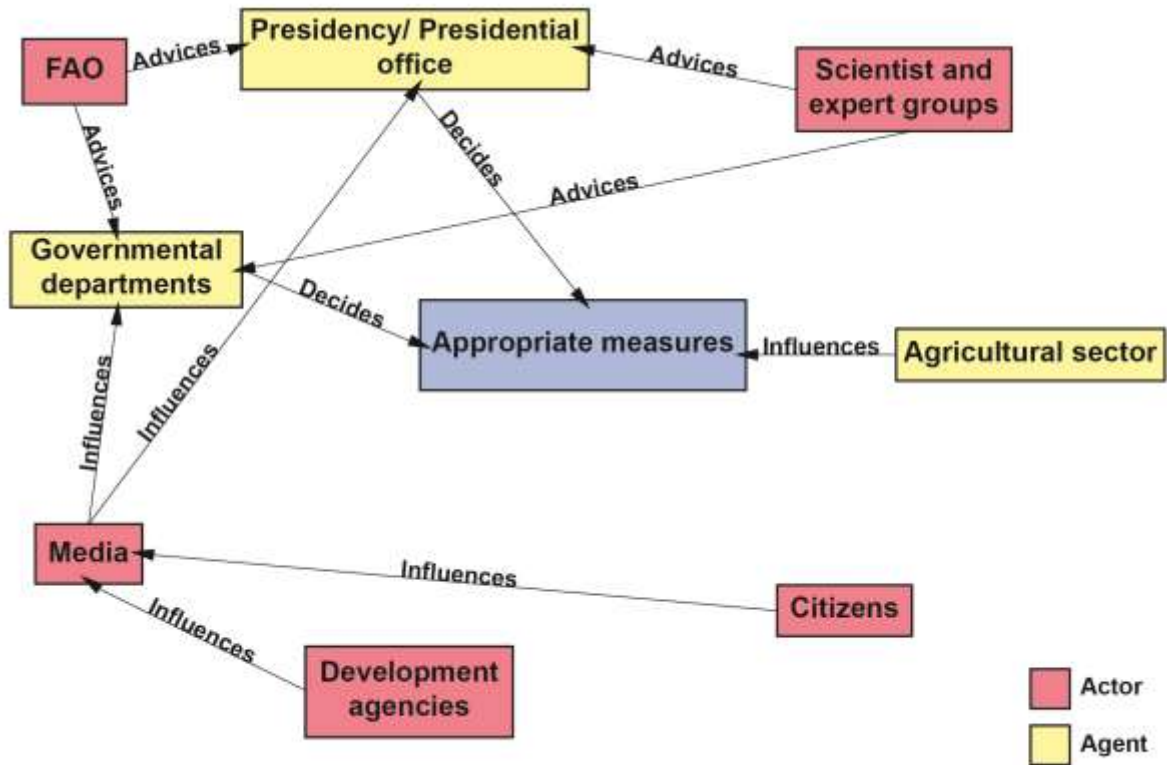 Presidency/ Presidential
office
FAO
Advices
Advices
Scientist and
expert groups
Advices
Decides
Advices
Governmental
departments
Decides
Appropriate measures
Influences
Agricultural sector
Influences
Influences
Media
Influences
Citizens
Influences
Development
agencies
Actor
Agent